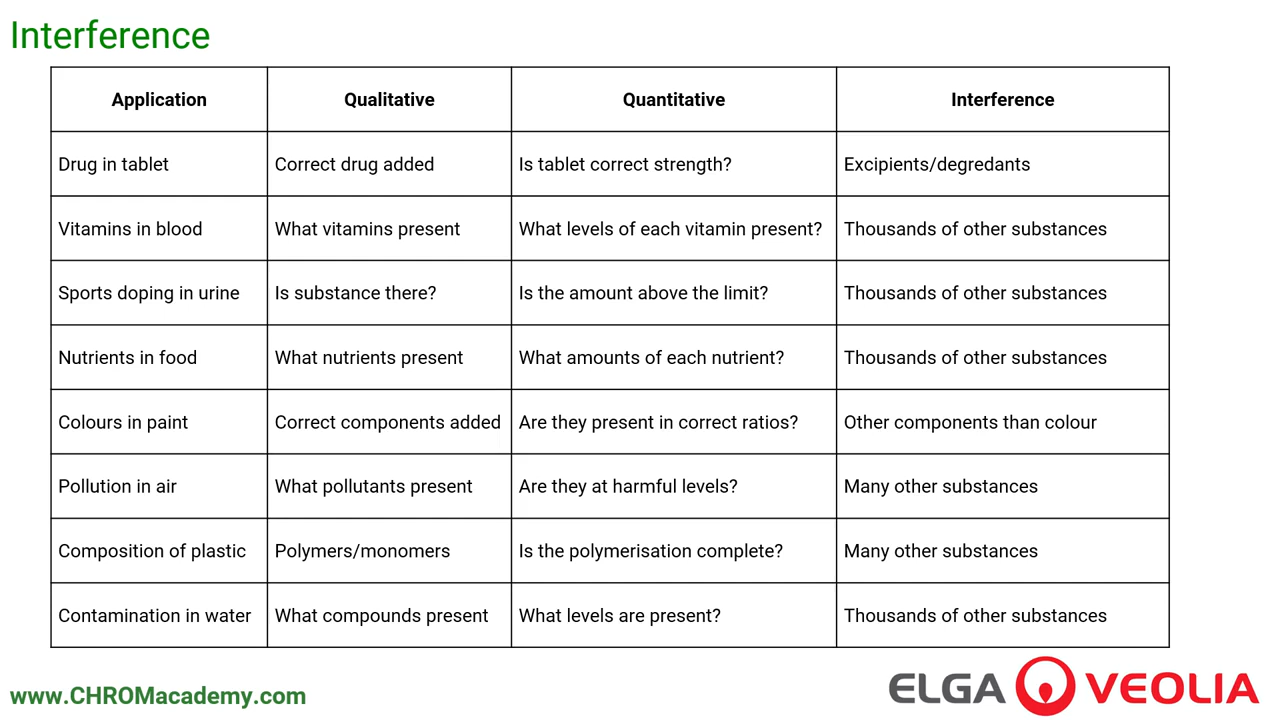 Interference
Application Qualitative Quantitative Interference
Drug in tablet Correct drug added Is tablet correct strength? Excipients/degredants
Vitamins in blood What vitamins present What levels of each vitamin present? Thousands of other substances
Sports doping in urine Is substance there? Is the amount above the limit? Thousands of other substances
Nutrients in food What nutrients present What amounts of each nutrient? Thousands of other substances
Colours in paint Correct components added Are they present in correct ratios? Other components than colour
Pollution in air What pollutants present Are they at harmful levels? Many other substances
Composition of plastic Polymers/monomers Is the polymerisation complete? Many other substances
Contamination in water What compounds present What levels are present? Thousands of other substances
www.CHROMacademy.com ELGA VEOLIA